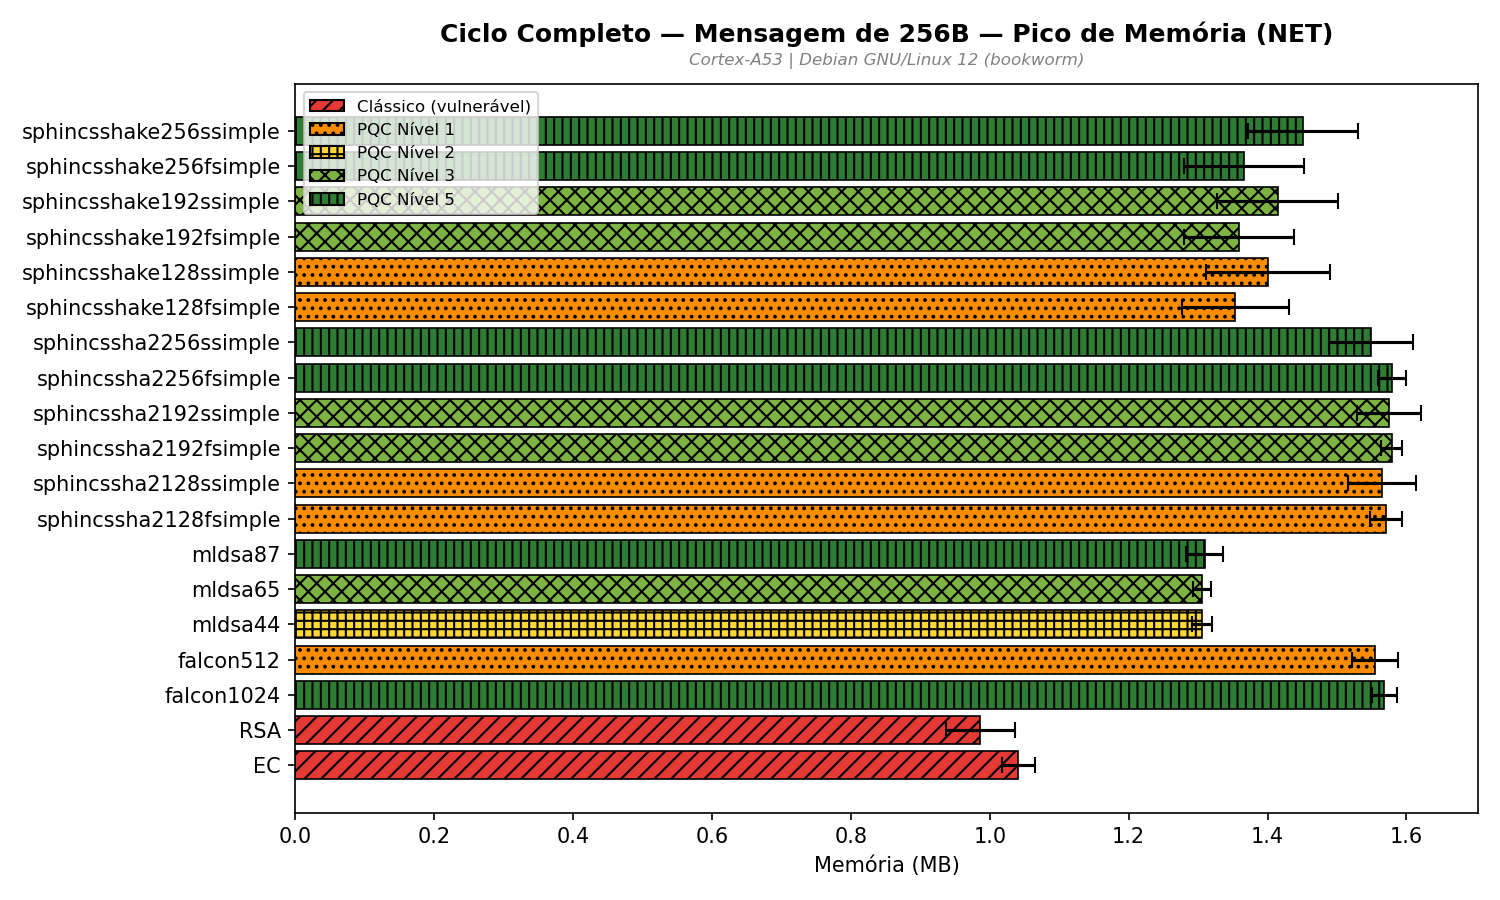 Ciclo Completo — Mensagem de 256B — Pico de Memória (NET)
Cortex-A53 | Debian GNU/Linux 12 (bookworm)
Clássico (vulnerável)
PQC Nível 1
PQC Nível 2
PQC Nível 3
PQC Nível 5
sphincsshake256ssimple
sphincsshake256fsimple
sphincsshake192ssimple
sphincsshake192fsimple
sphincsshake128ssimple
sphincsshake128fsimple
sphincssha2256ssimple
sphincssha2256fsimple
sphincssha2192ssimple
sphincssha2192fsimple
sphincssha2128ssimple
sphincssha2128fsimple
mldsa87
mldsa65
mldsa44
falcon512
falcon1024
RSA
EC
0.0 0.2 0.4 0.6 0.8 1.0 1.2 1.4 1.6
Memória (MB)